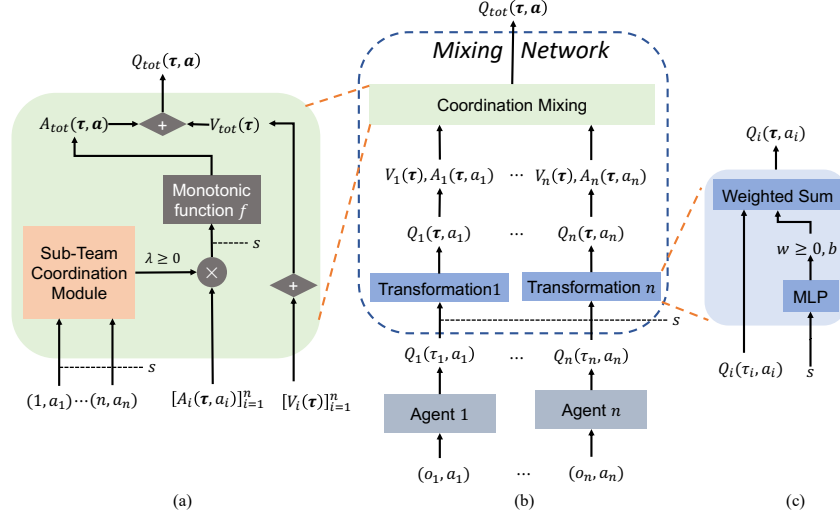 Q_tot(τ, a)
A_tot(τ, a)
+
V_tot(τ)
Monotonic
function f
s
Sub-Team
Coordination
Module
λ ≥ 0
×
+
s
(1, a_1)⋯(n, a_n)
[A_i(τ, a_i)]_{i=1}^n
[V_i(τ)]_{i=1}^n
(a)
Q_tot(τ, a)
Mixing Network
Coordination Mixing
V_1(τ), A_1(τ, a_1) ⋯ V_n(τ), A_n(τ, a_n)
Q_1(τ, a_1) ⋯ Q_n(τ, a_n)
Transformation1
Transformation n
s
Q_1(τ_1, a_1) ⋯ Q_n(τ_n, a_n)
Agent 1
Agent n
(o_1, a_1) ⋯ (o_n, a_n)
(b)
Q_i(τ, a_i)
Weighted Sum
w ≥ 0, b
MLP
Q_i(τ_i, a_i)
s
(c)